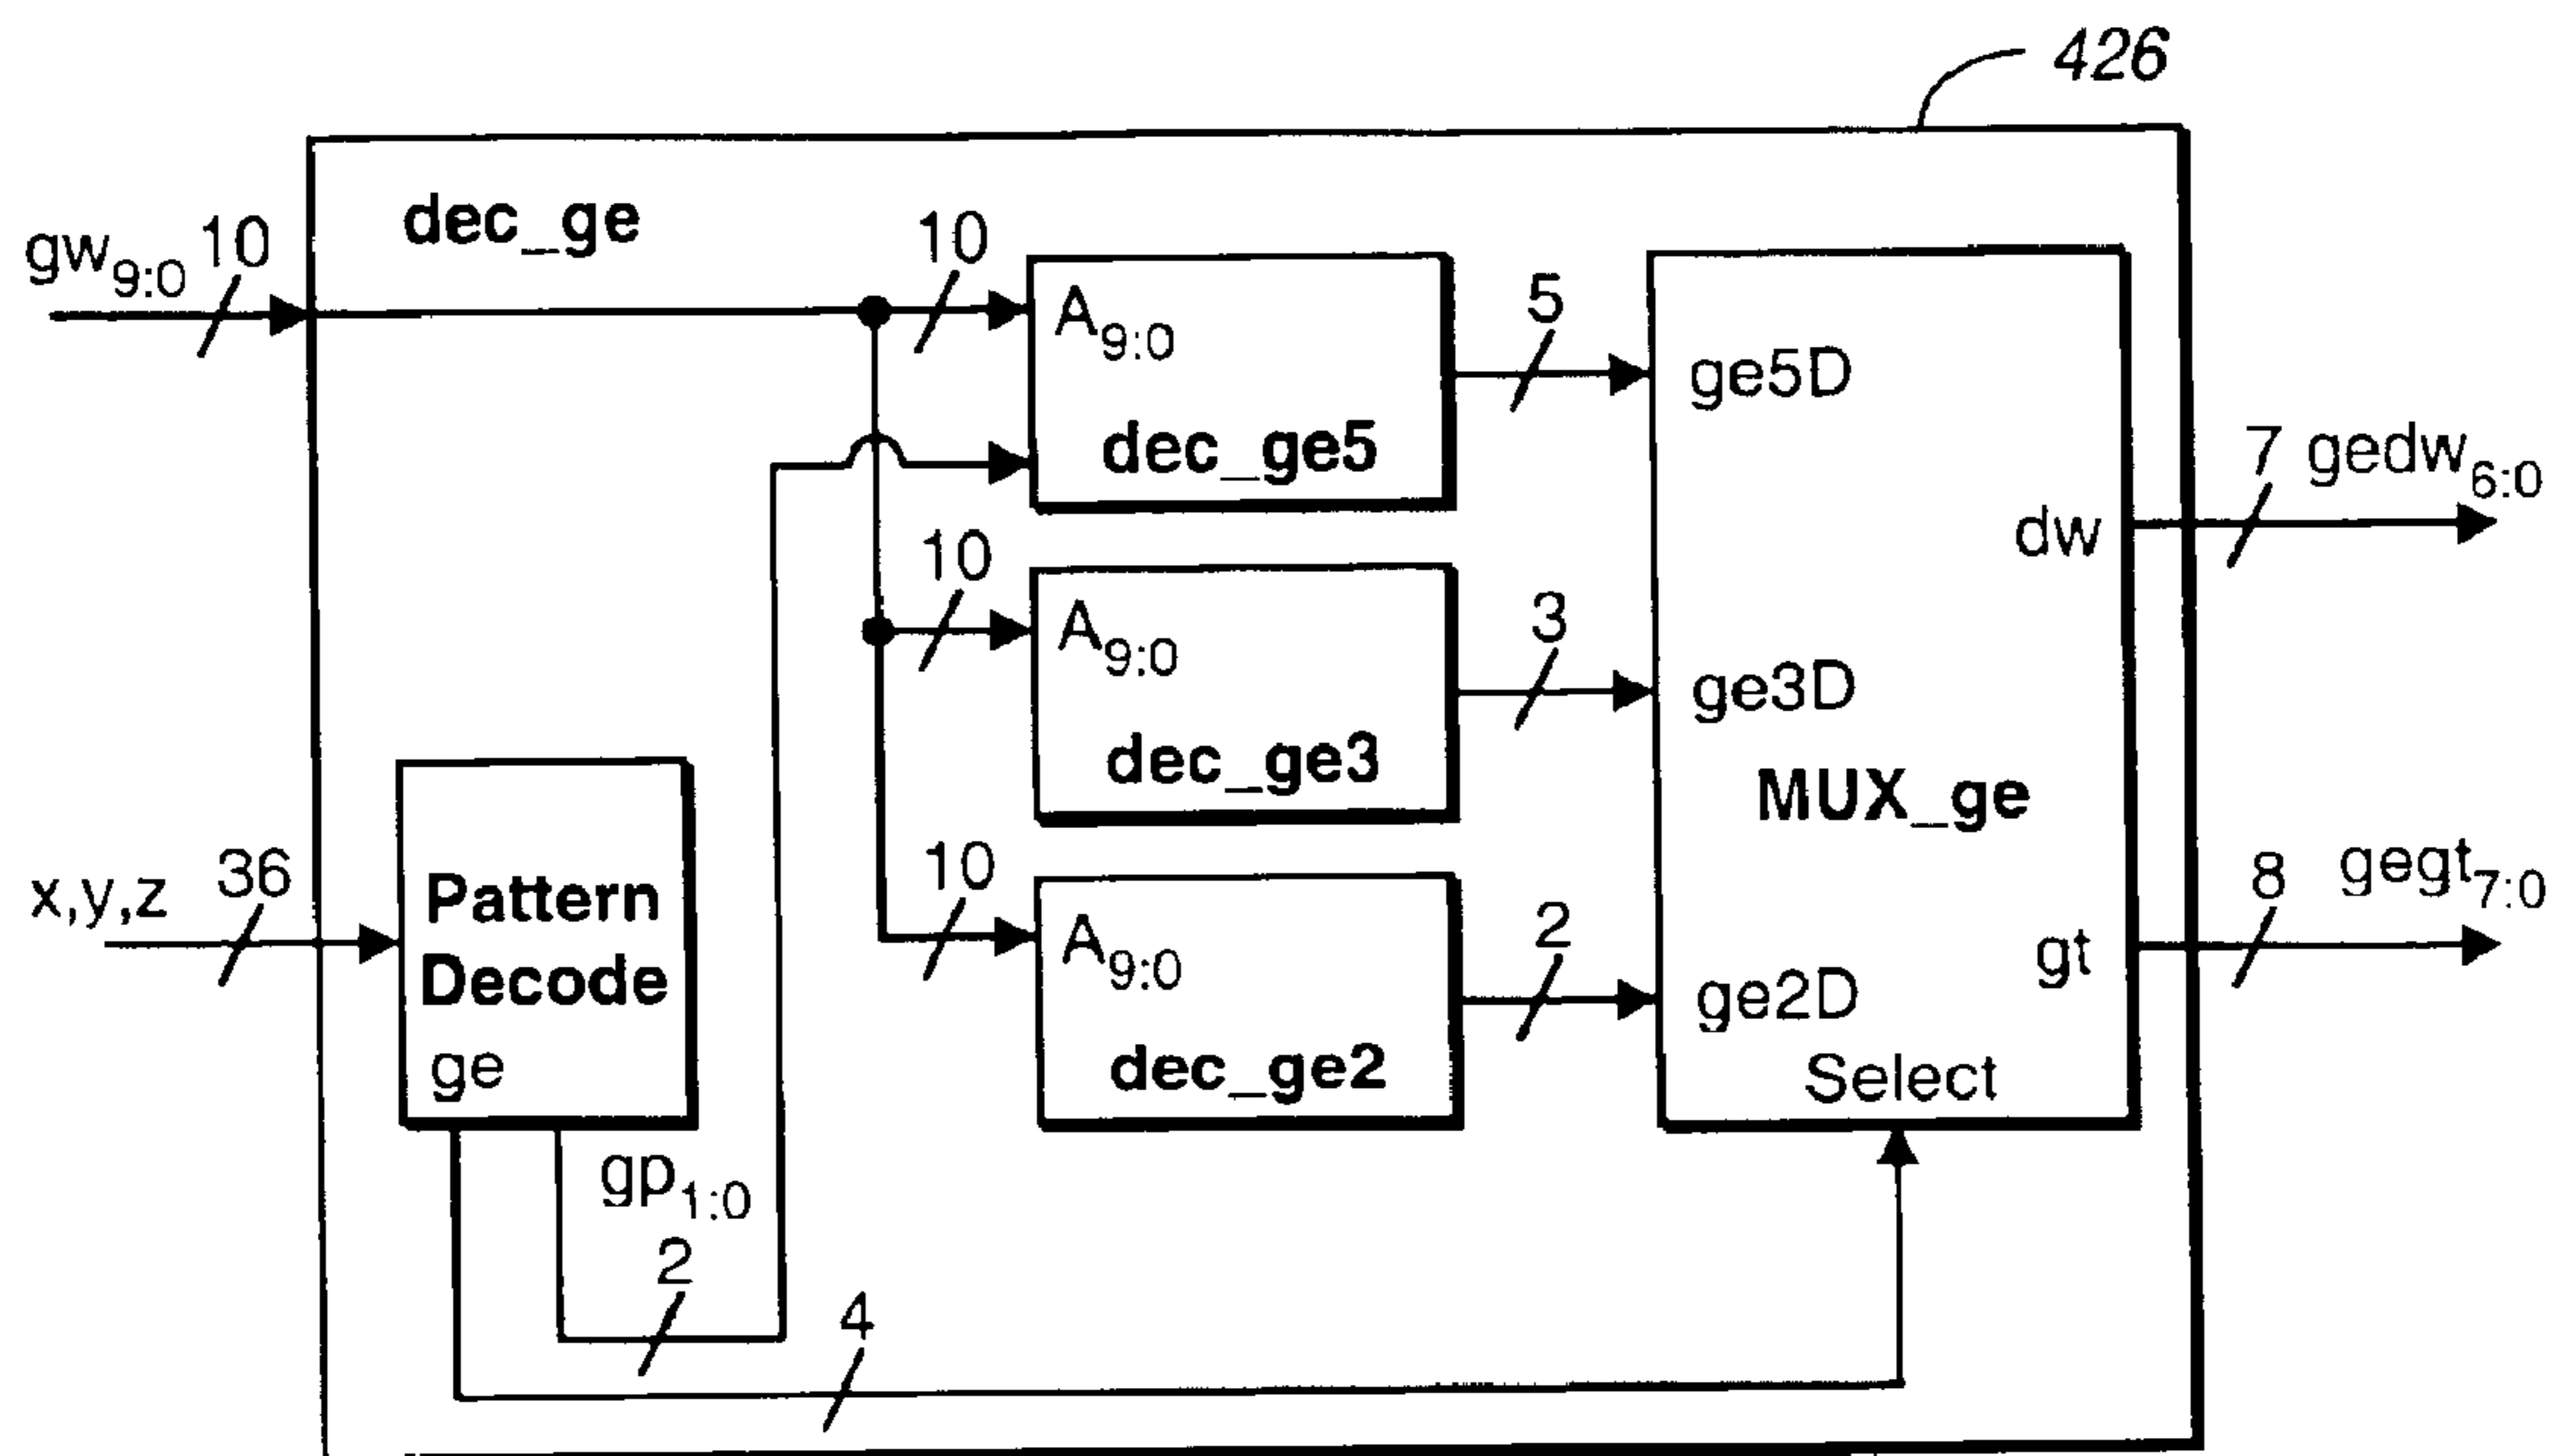 426
dec_ge
gw9:0 10
10
A9:0
dec_ge5
5
ge5D
dw
7 gedw6:0
10
A9:0
dec_ge3
3
ge3D
MUX_ge
x,y,z 36
Pattern
Decode
ge
10
A9:0
dec_ge2
2
ge2D
Select
gt
8 gegt7:0
gp1:0
2
4